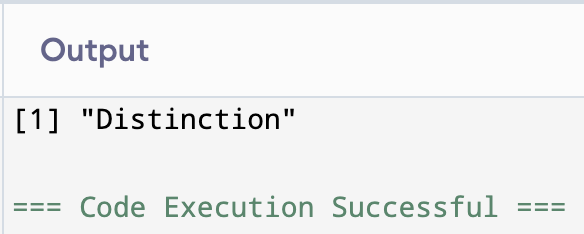 Output
[1] "Distinction"
=== Code Execution Successful ===